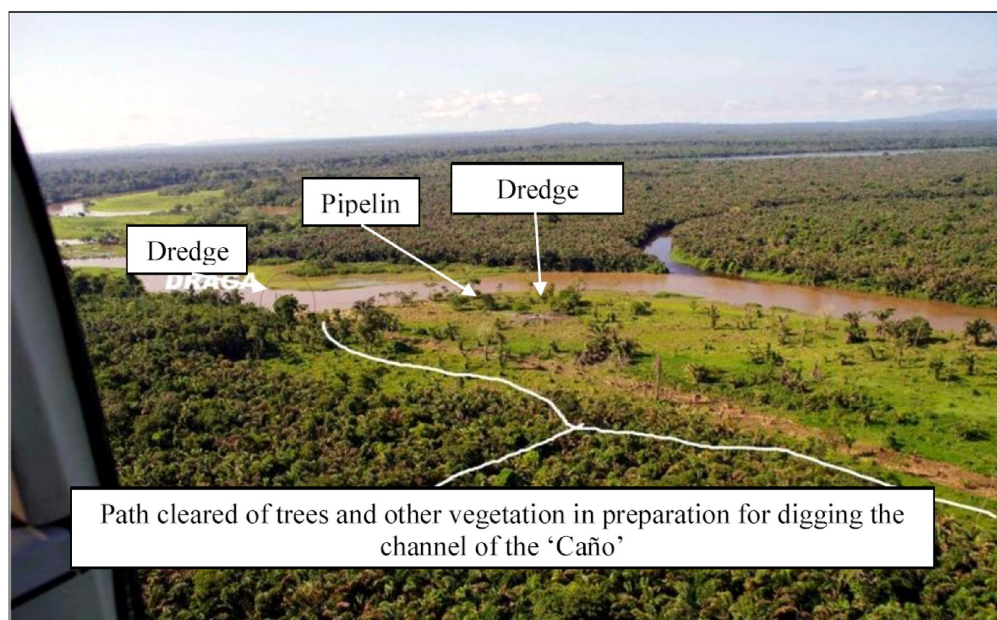 Dredge
Pipelin
Dredge
DRAGA
Path cleared of trees and other vegetation in preparation for digging the
channel of the ‘Caño’